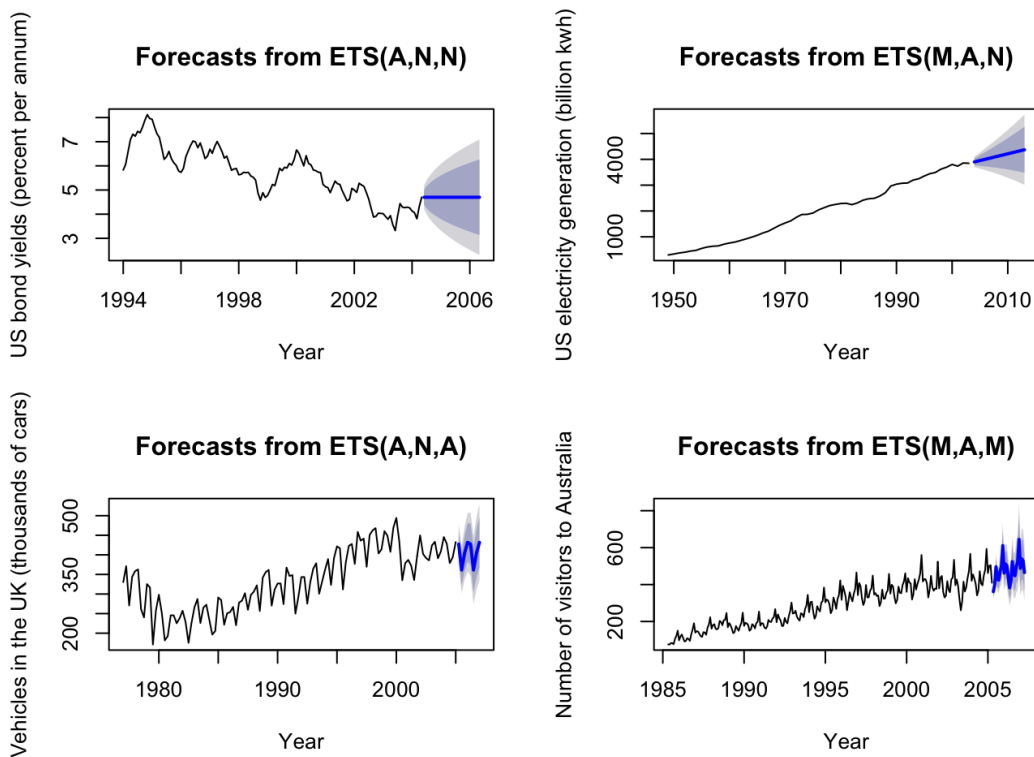 Forecasts from ETS(A,N,N)
US bond yields (percent per annum)
7
5
3
1994 1998 2002 2006
Year
Forecasts from ETS(M,A,N)
US electricity generation (billion kwh)
4000
1000
1950 1970 1990 2010
Year
Forecasts from ETS(A,N,A)
Vehicles in the UK (thousands of cars)
500
350
200
1980 1990 2000
Year
Forecasts from ETS(M,A,M)
Number of visitors to Australia
600
200
1985 1990 1995 2000 2005
Year